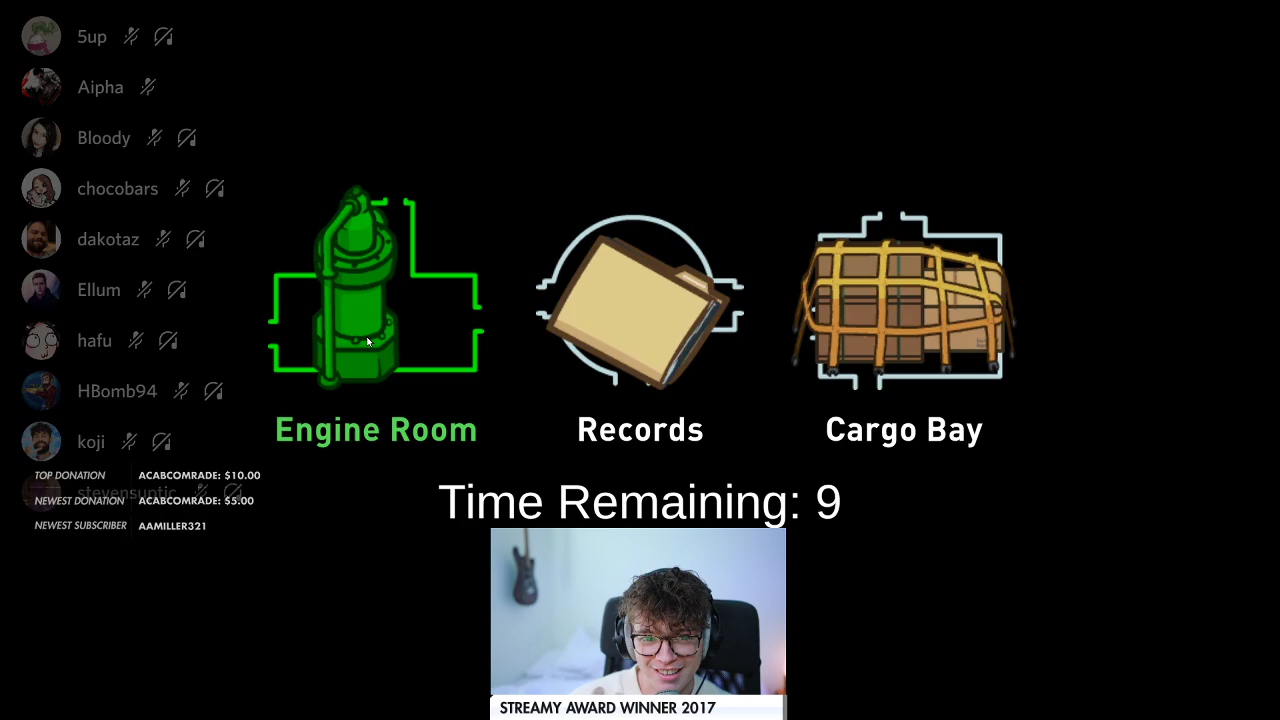 5up
Aipha
Bloody
chocobars
dakotaz
Ellum
hafu
HBomb94
koji
stevensuptic
TOP DONATION ACABCOMRADE: $10.00
NEWEST DONATION ACABCOMRADE: $5.00
NEWEST SUBSCRIBER AAMILLER321
Engine Room
Records
Cargo Bay
Time Remaining: 9
STREAMY AWARD WINNER 2017